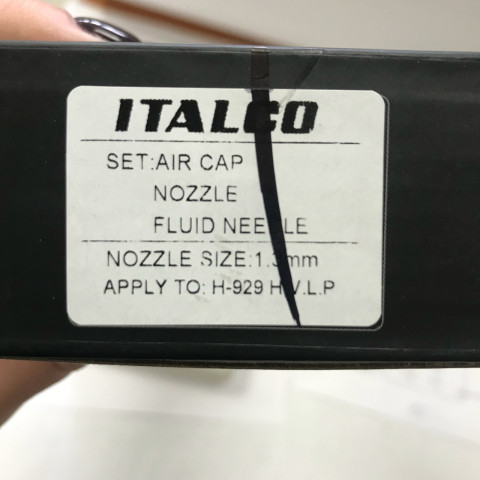 ITALCO
SET:AIR CAP
NOZZLE
FLUID NEEDLE
NOZZLE SIZE:1.3mm
APPLY TO: H-929 H.V.L.P